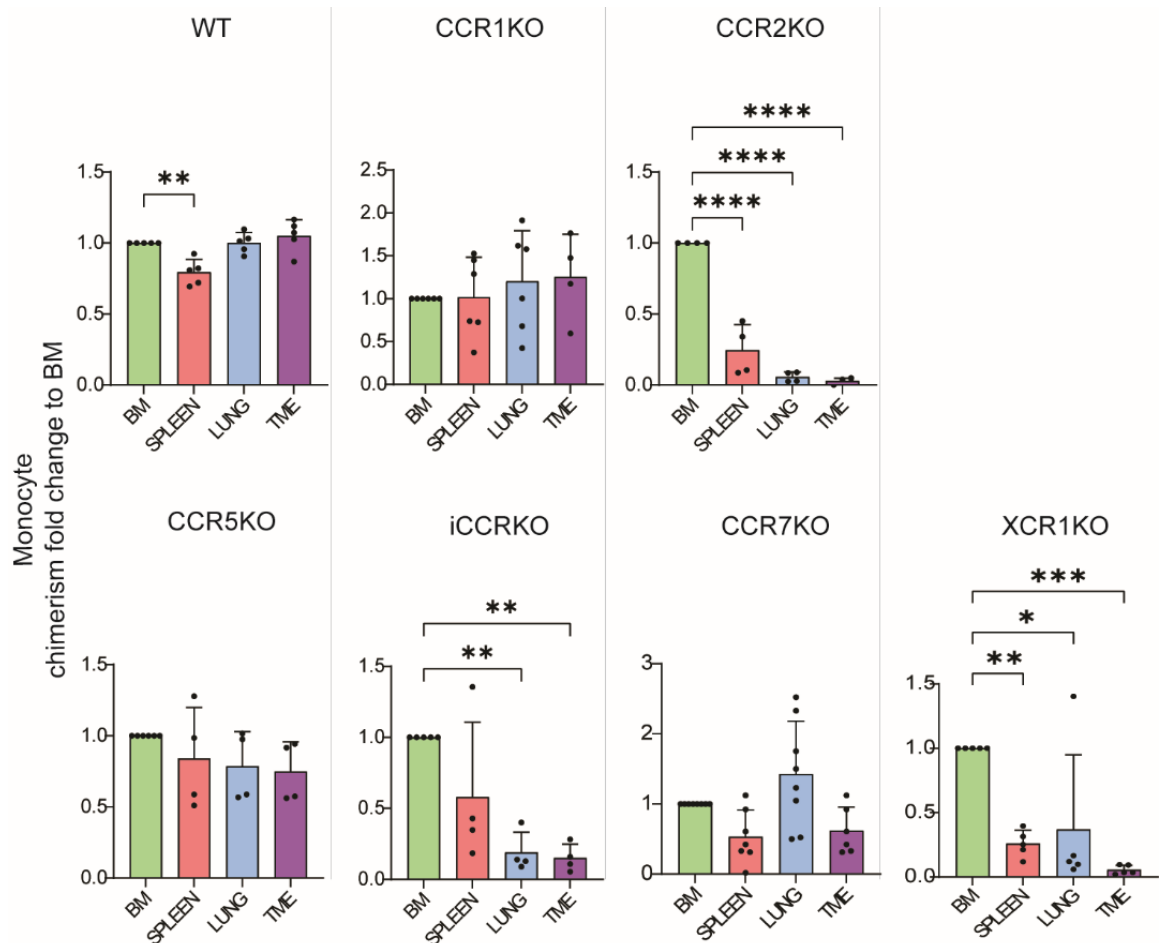 WT
CCR1KO
CCR2KO
****
****
**
****
1.5
1.0
0.5
0.0
BM
SPLEEN
LUNG
TME
2.5
2.0
1.5
1.0
0.5
0.0
BM
SPLEEN
LUNG
TME
1.5
1.0
0.5
0.0
BM
SPLEEN
LUNG
TME
Monocyte
chimerism fold change to BM
CCR5KO
iCCRKO
CCR7KO
XCR1KO
1.5
1.0
0.5
0.0
BM
SPLEEN
LUNG
TME
**
**
1.5
1.0
0.5
0.0
BM
SPLEEN
LUNG
TME
3
2
1
0
BM
SPLEEN
LUNG
TME
***
*
**
1.5
1.0
0.5
0.0
BM
SPLEEN
LUNG
TME